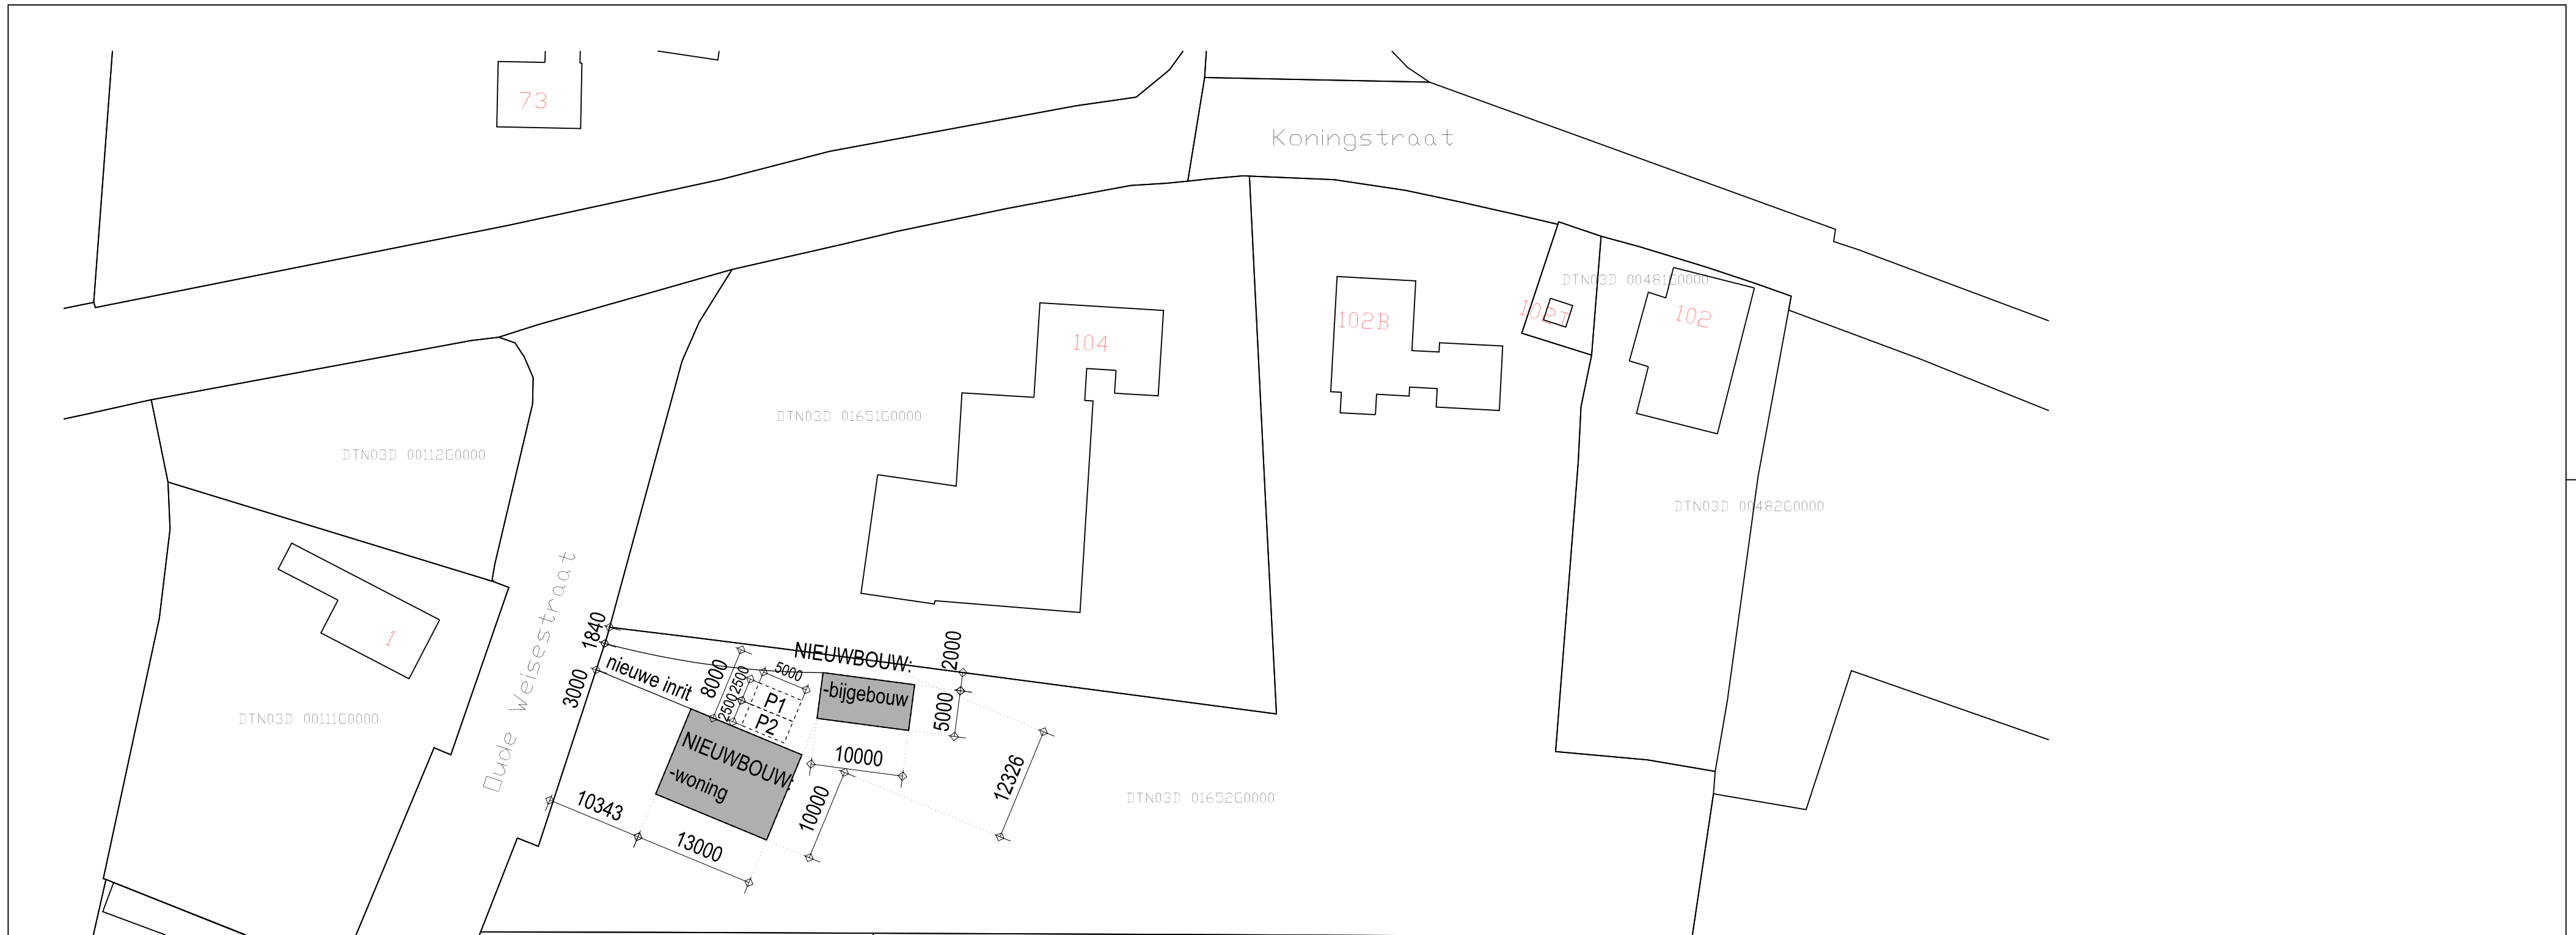 73
Koningstraat
DTN03D 00481G0000
102T
102
102B
104
DTN03D 01651G0000
DTN03D 00112G0000
DTN03D 00482G0000
Oude Weisestraat
1
DTN03D 00111G0000
1840
3000
nieuwe inrit
8000
2500
2500
5000
P1
P2
NIEUWBOUW:
-bijgebouw
2000
5000
10000
12326
NIEUWBOUW:
-woning
10000
10343
13000
DTN03D 01652G0000